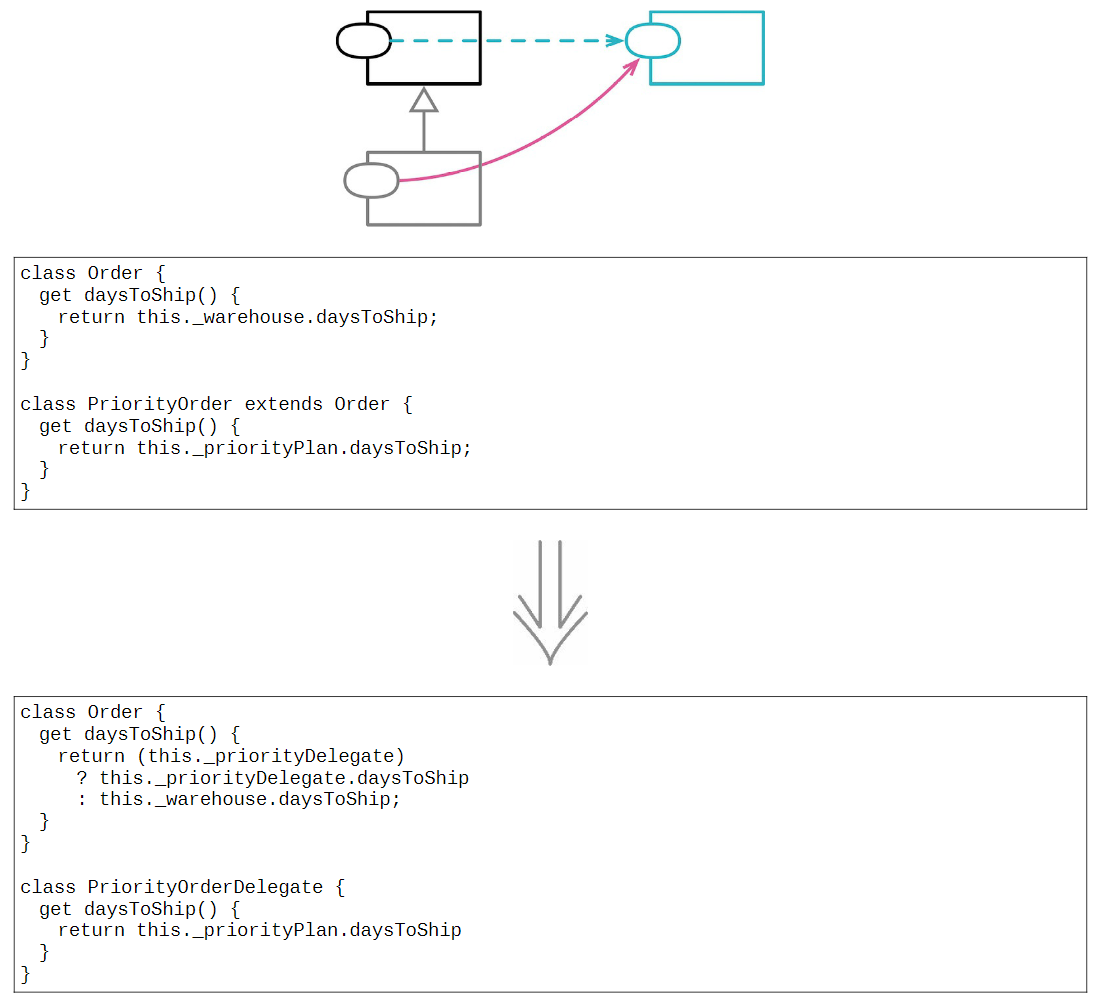 class Order {
  get daysToShip() {
    return this._warehouse.daysToShip;
  }
}

class PriorityOrder extends Order {
  get daysToShip() {
    return this._priorityPlan.daysToShip;
  }
}

class Order {
  get daysToShip() {
    return (this._priorityDelegate)
      ? this._priorityDelegate.daysToShip
      : this._warehouse.daysToShip;
  }
}

class PriorityOrderDelegate {
  get daysToShip() {
    return this._priorityPlan.daysToShip
  }
}